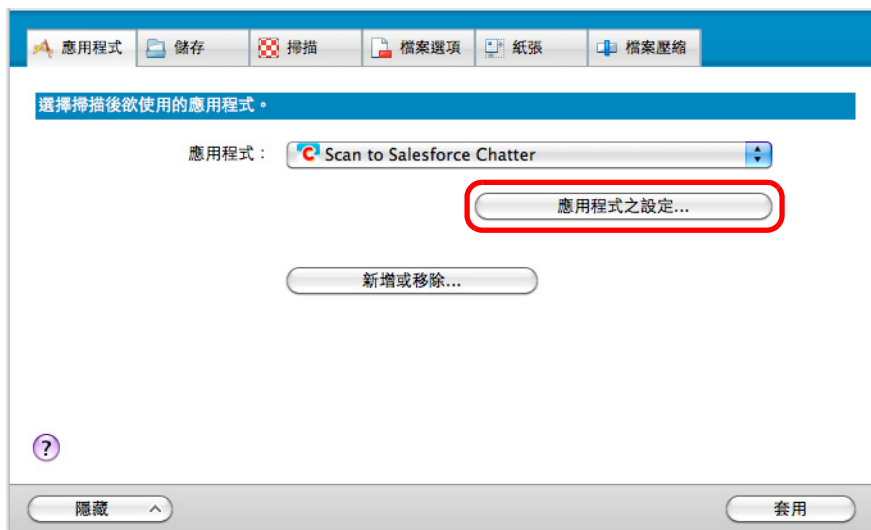 應用程式 儲存 掃描 檔案選項 紙張 檔案壓縮
選擇掃描後欲使用的應用程式。
應用程式： Scan to Salesforce Chatter
應用程式之設定...
新增或移除...
?
隱藏 套用